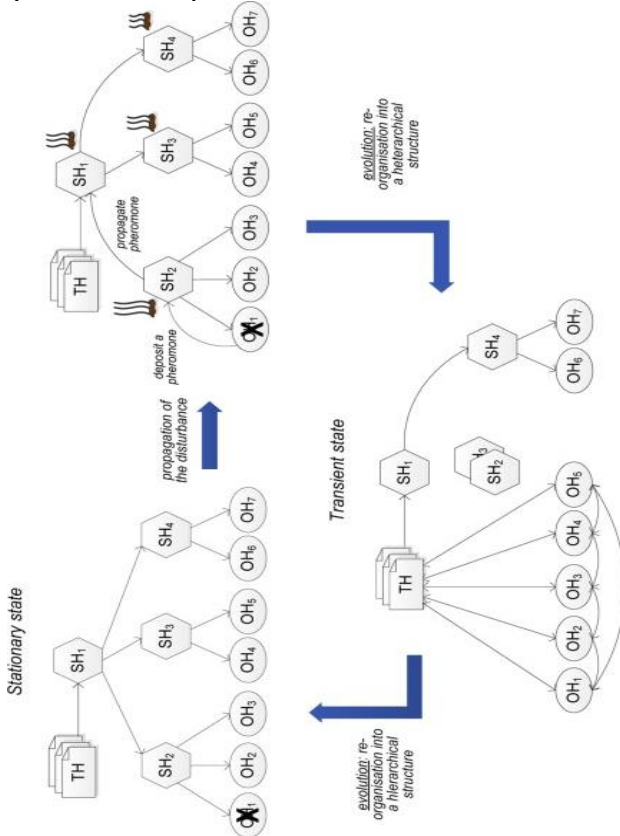 Stationary state
TH
SH1
SH2
SH3
SH4
OH2
OH3
OH4
OH5
OH6
OH7
propagation of
the disturbance
TH
SH1
SH2
SH3
SH4
deposit a
pheromone
propagate
pheromone
OH2
OH3
OH4
OH5
OH6
OH7
evolution: re-
organisation into
a heterarchical
structure
Transient state
TH
SH1
SH2
SH4
OH1
OH2
OH3
OH4
OH5
OH6
OH7
evolution: re-
organisation into
a hierarchical
structure